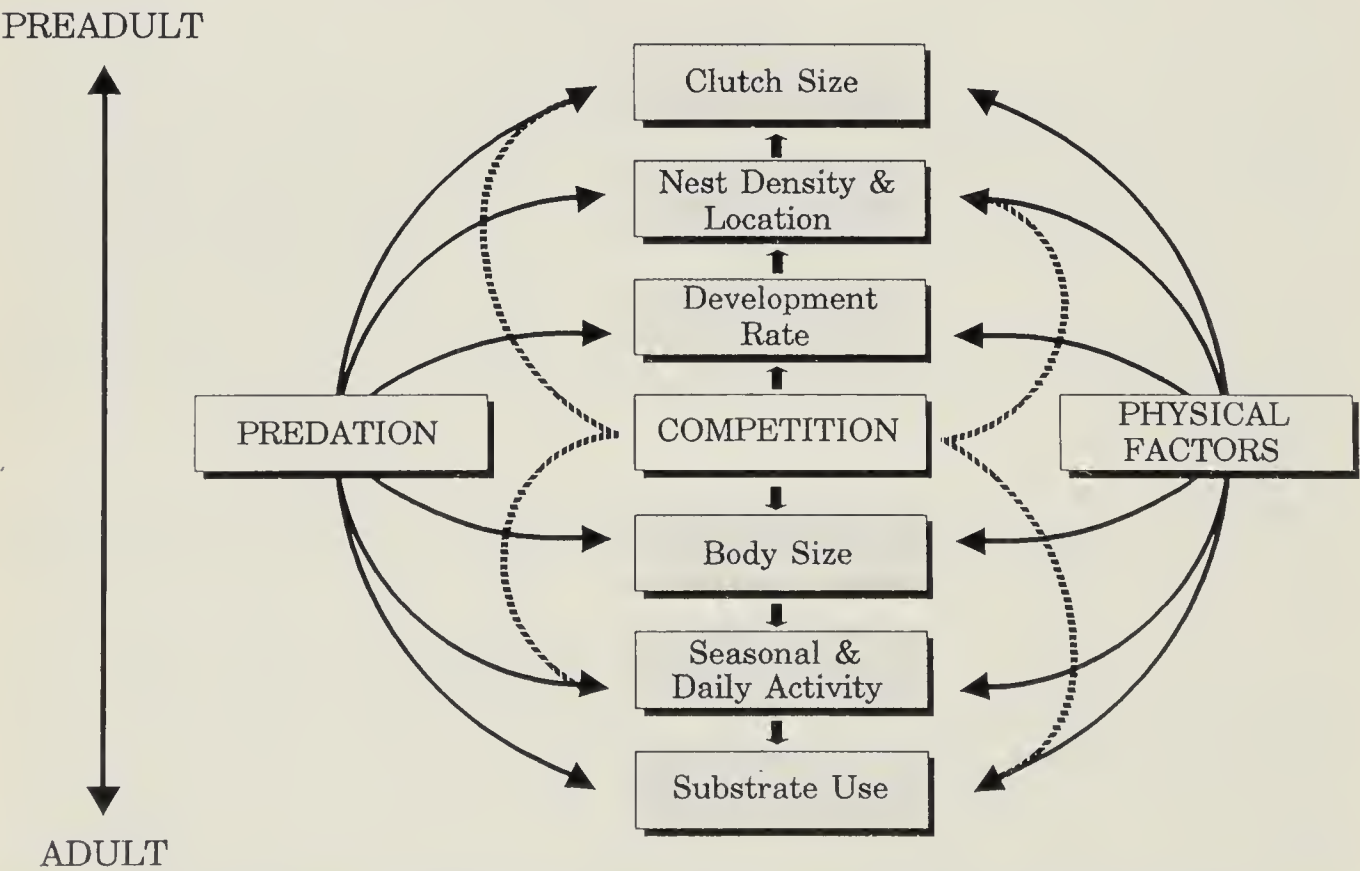 PREADULT
Clutch Size
Nest Density &
Location
Development
Rate
PREDATION
COMPETITION
PHYSICAL
FACTORS
Body Size
Seasonal &
Daily Activity
Substrate Use
ADULT